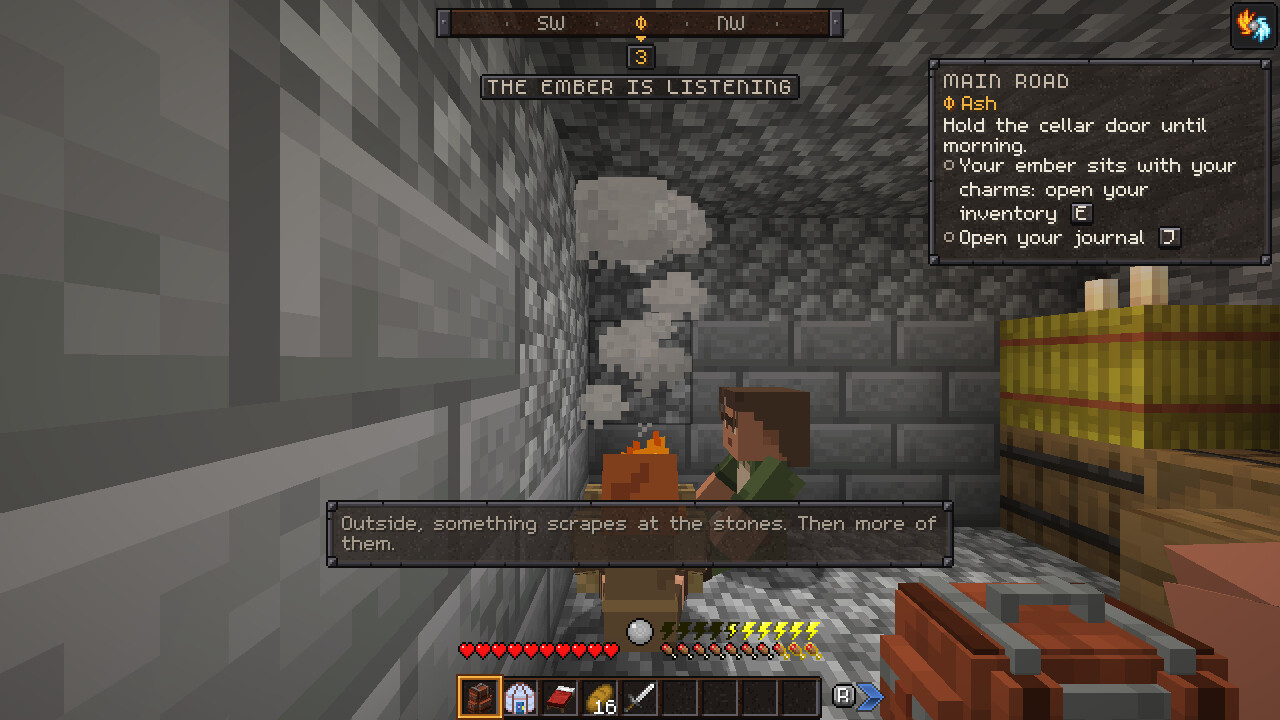 SW
NW
3
THE EMBER IS LISTENING
MAIN ROAD
Ash
Hold the cellar door until
morning.
Your ember sits with your
charms: open your
inventory E
Open your journal J
Outside, something scrapes at the stones. Then more of
them.
16
R